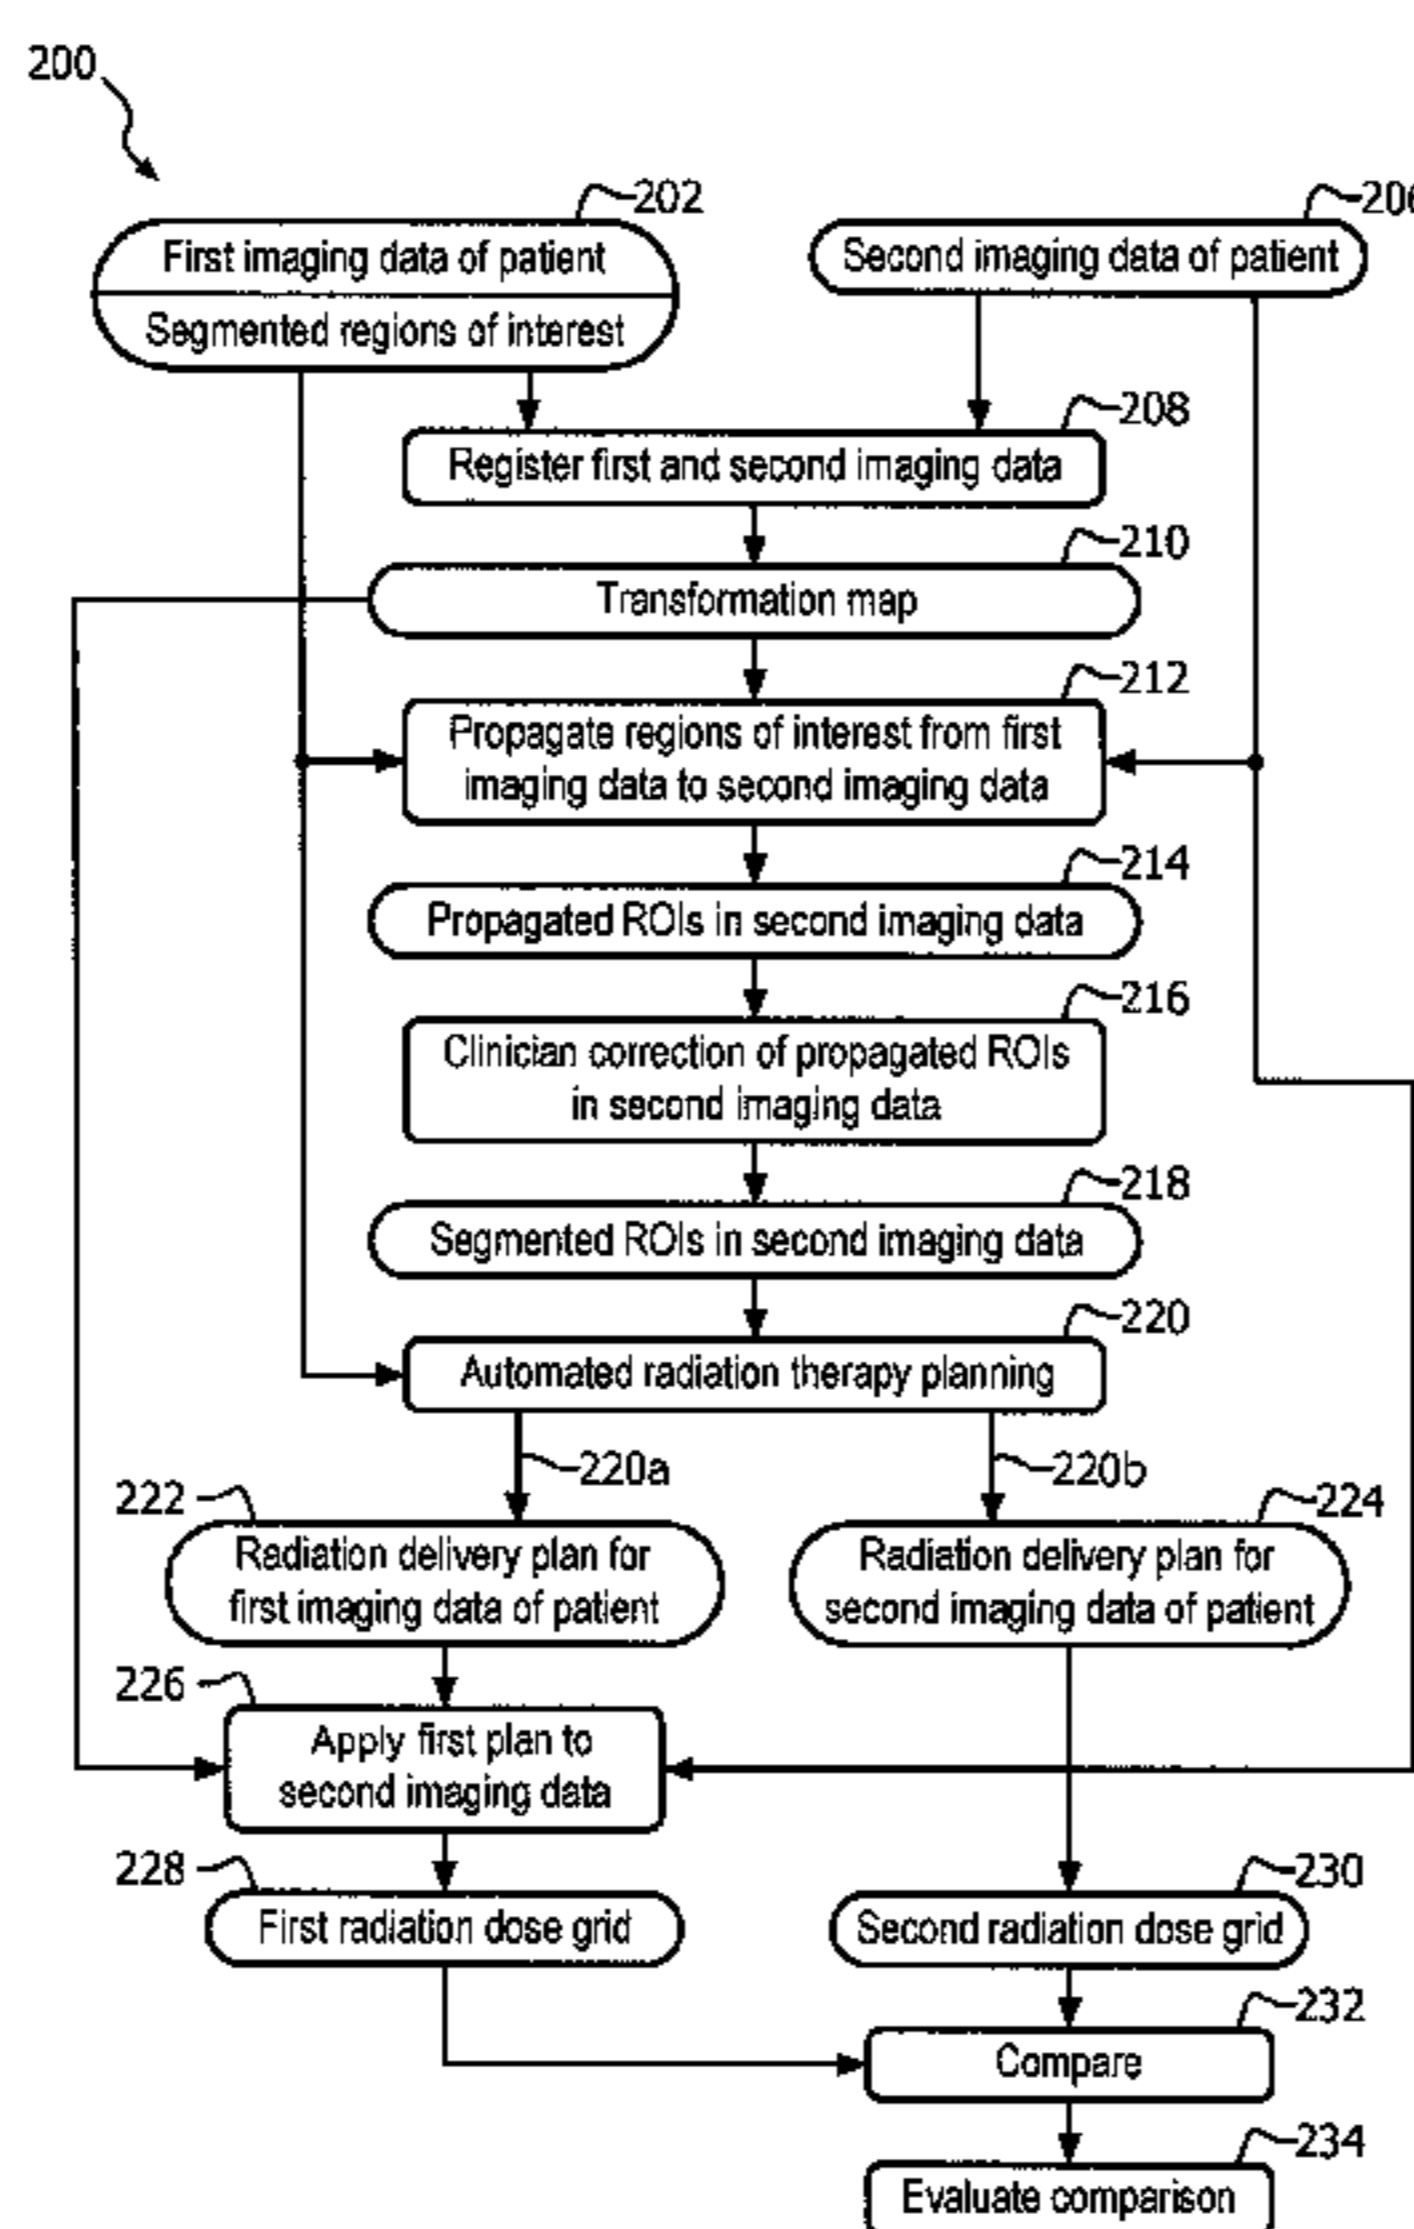 200
202
First imaging data of patient
Segmented regions of interest
206
Second imaging data of patient
208
Register first and second imaging data
210
Transformation map
212
Propagate regions of interest from first
imaging data to second imaging data
214
Propagated ROIs in second imaging data
216
Clinician correction of propagated ROIs
in second imaging data
218
Segmented ROIs in second imaging data
220
Automated radiation therapy planning
220a
220b
222
Radiation delivery plan for
first imaging data of patient
224
Radiation delivery plan for
second imaging data of patient
226
Apply first plan to
second imaging data
228
First radiation dose grid
230
Second radiation dose grid
232
Compare
234
Evaluate comparison